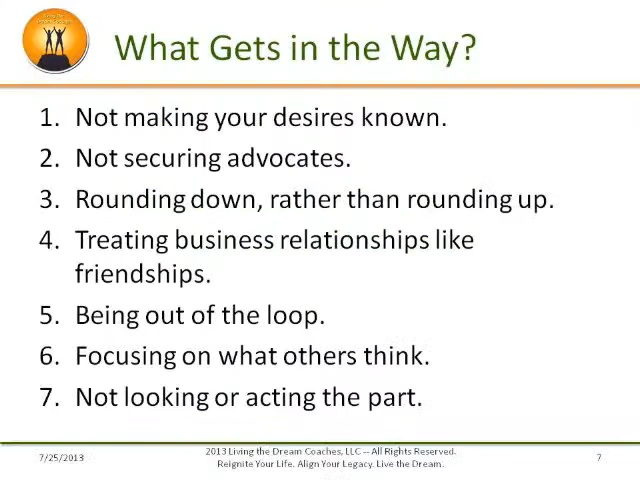 What Gets in the Way?
1. Not making your desires known.
2. Not securing advocates.
3. Rounding down, rather than rounding up.
4. Treating business relationships like
friendships.
5. Being out of the loop.
6. Focusing on what others think.
7. Not looking or acting the part.
7/25/2013
2013 Living the Dream Coaches, LLC -- All Rights Reserved.
Reignite Your Life. Align Your Legacy. Live the Dream.
7